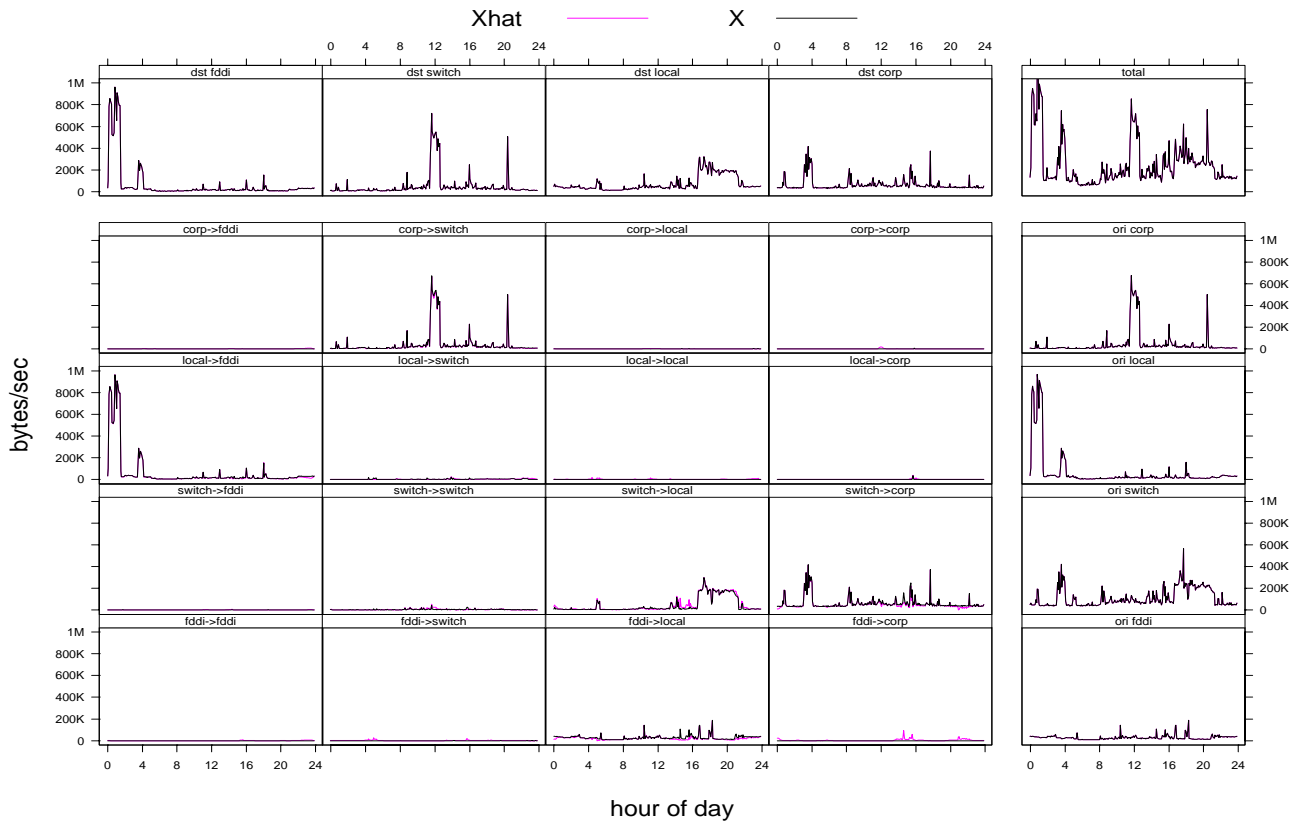 Xhat X
0 4 8 12 16 20 24 0 4 8 12 16 20 24
dst fddi dst switch dst local dst corp total
1M
800K
600K
400K
200K
0
corp->fddi corp->switch corp->local corp->corp ori corp
1M
800K
600K
400K
200K
0
local->fddi local->switch local->local local->corp ori local
1M
800K
600K
400K
200K
0
switch->fddi switch->switch switch->local switch->corp ori switch
1M
800K
600K
400K
200K
0
fddi->fddi fddi->switch fddi->local fddi->corp ori fddi
1M
800K
600K
400K
200K
0
0 4 8 12 16 20 24 0 4 8 12 16 20 24 0 4 8 12 16 20 24
bytes/sec
hour of day